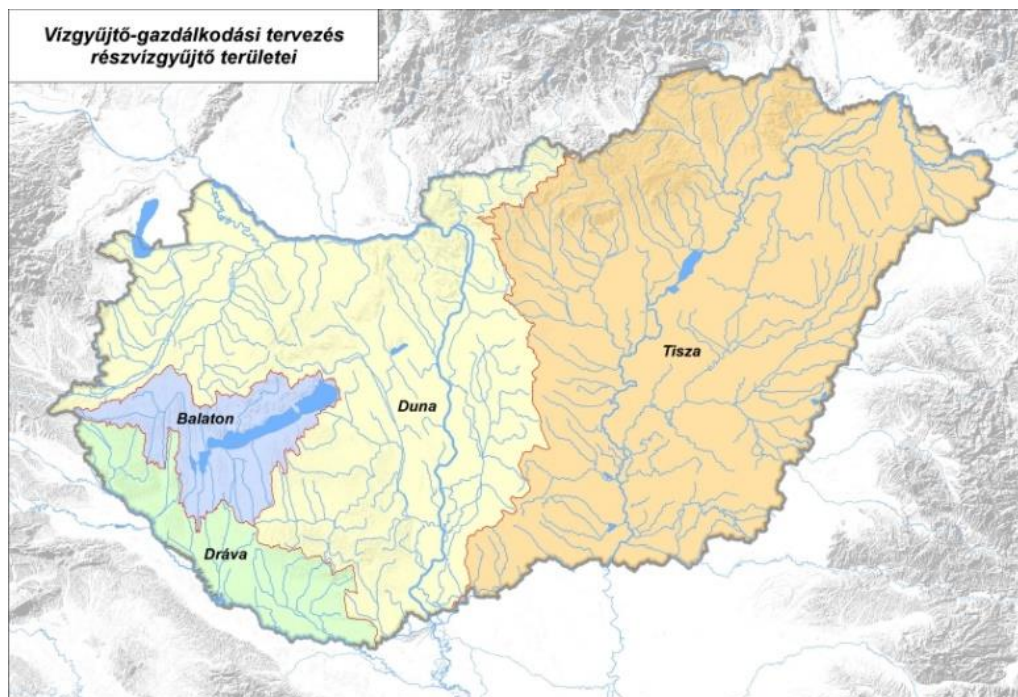 Vízgyűjtő-gazdálkodási tervezés
részvízgyűjtő területei
Tisza
Duna
Balaton
Dráva